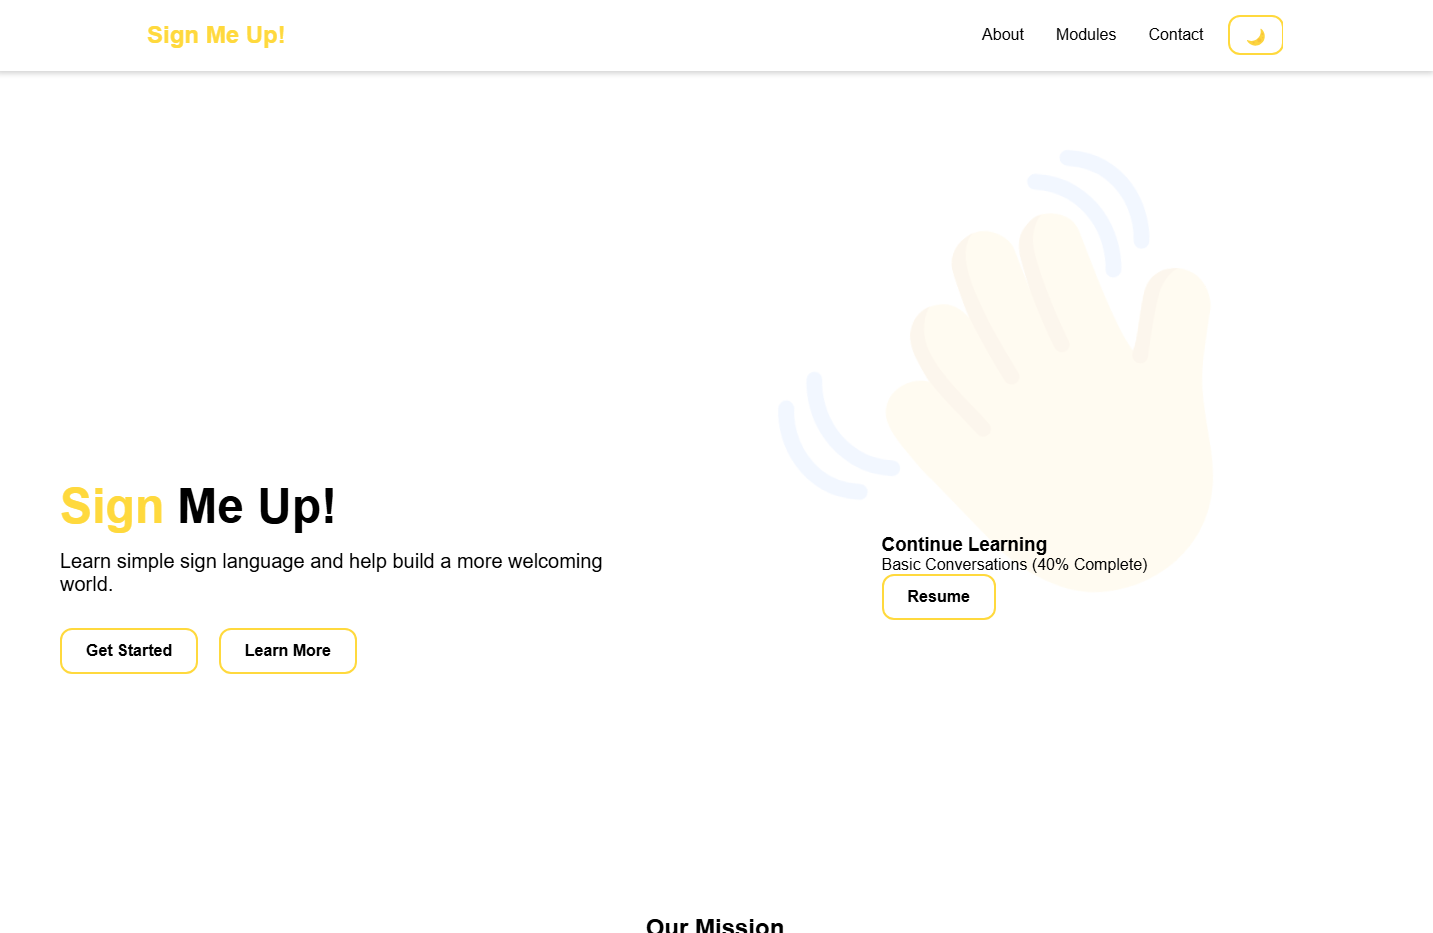 Sign Me Up!
About
Modules
Contact
Sign Me Up!
Learn simple sign language and help build a more welcoming
world.
Get Started
Learn More
Continue Learning
Basic Conversations (40% Complete)
Resume
Our Mission